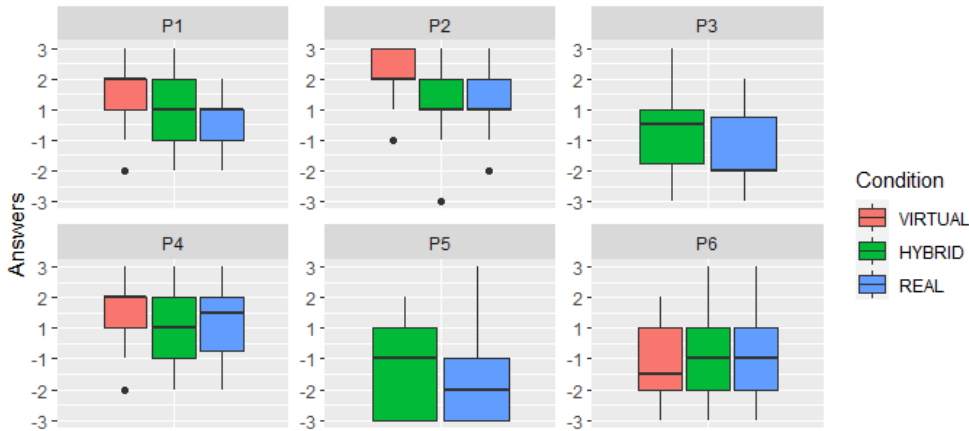 P1 P2 P3
3 3 3
2 2 2
1 1 1
-1 -1 -1
-2 -2 -2
-3 -3 -3
Answers
P4 P5 P6
3 3 3
2 2 2
1 1 1
-1 -1 -1
-2 -2 -2
-3 -3 -3
Condition
VIRTUAL
HYBRID
REAL